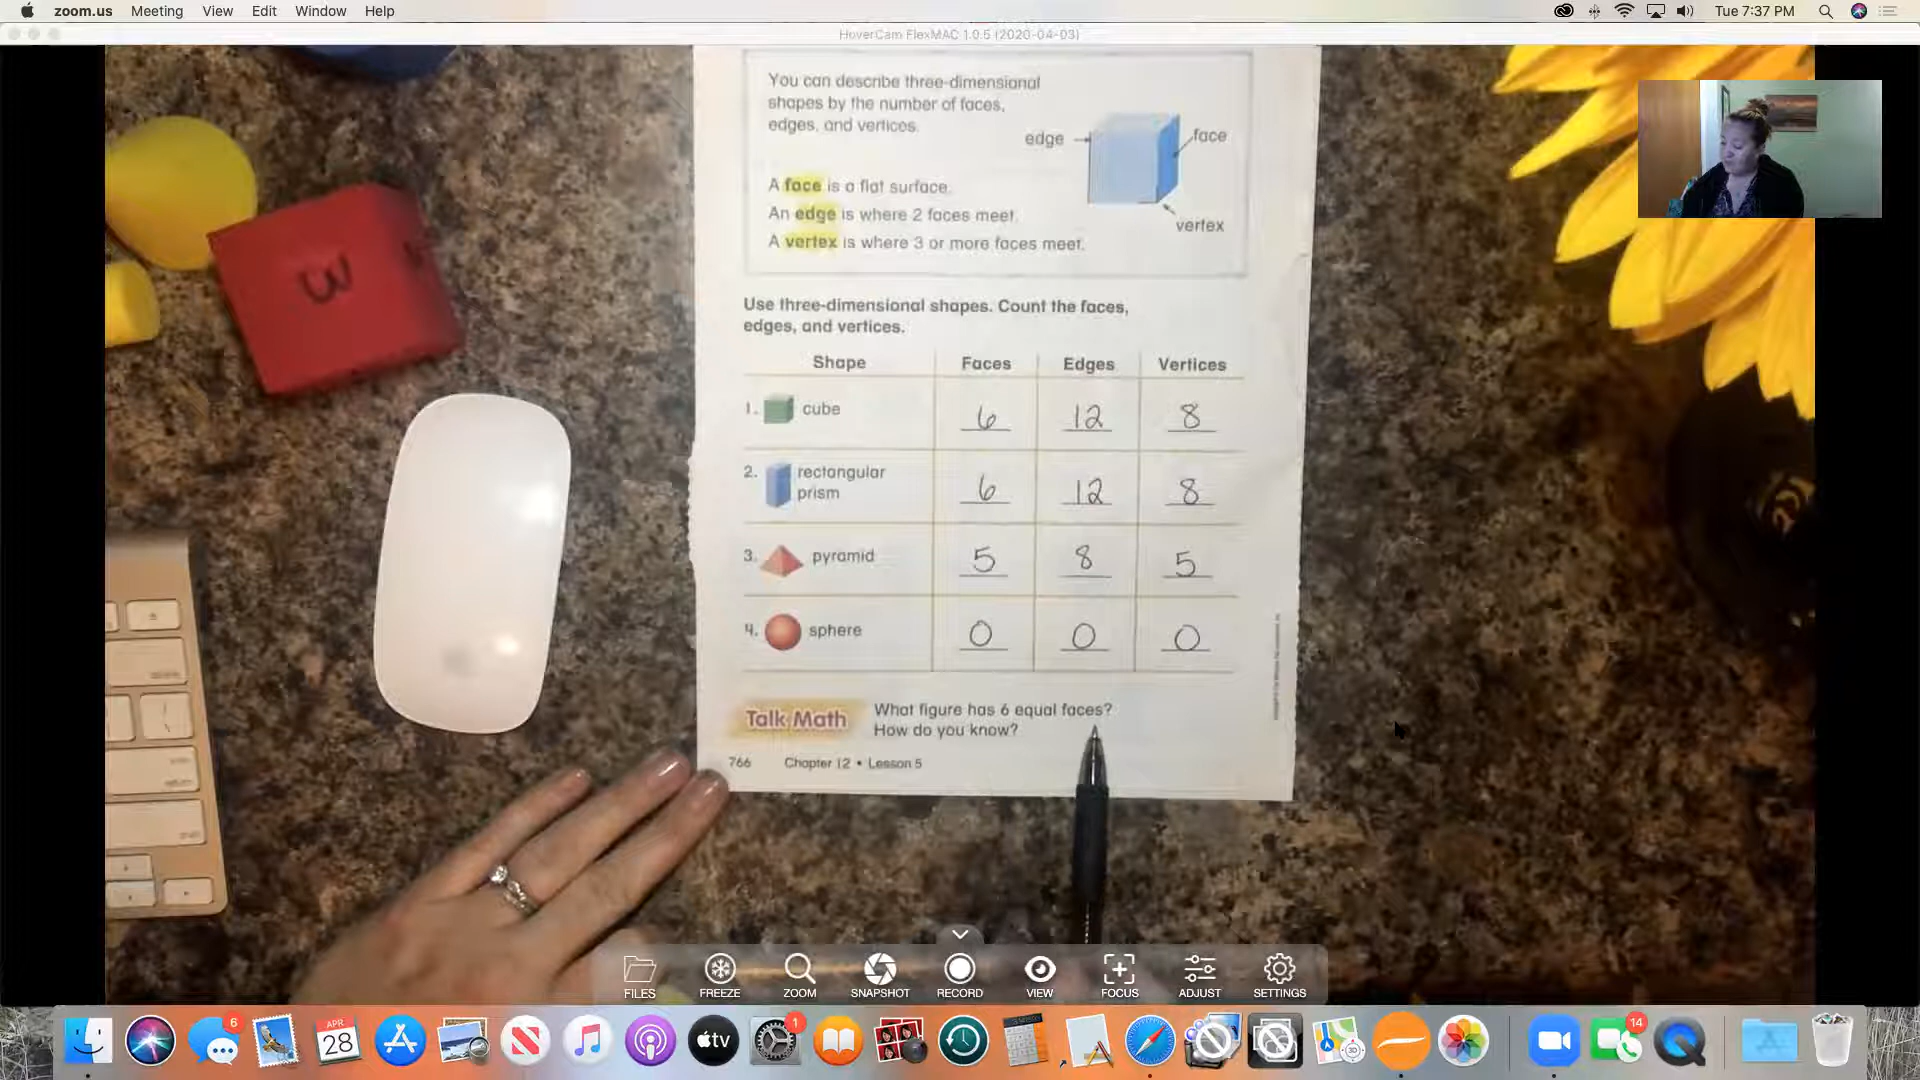 zoom.us Meeting View Edit Window Help
Tue 7:37 PM
HoverCam FlexMAC 1.0.5 (2020-04-03)
You can describe three-dimensional
shapes by the number of faces,
edges, and vertices.
edge
face
vertex
A face is a flat surface.
An edge is where 2 faces meet.
A vertex is where 3 or more faces meet.
Use three-dimensional shapes. Count the faces,
edges, and vertices.
Shape Faces Edges Vertices
1. cube 6 12 8
2. rectangular
prism 6 12 8
3. pyramid 5 8 5
4. sphere 0 0 0
Talk Math
What figure has 6 equal faces?
How do you know?
766 Chapter 12 • Lesson 5
3
FILES FREEZE ZOOM SNAPSHOT RECORD VIEW FOCUS ADJUST SETTINGS
6
APR
28
1
tv
14